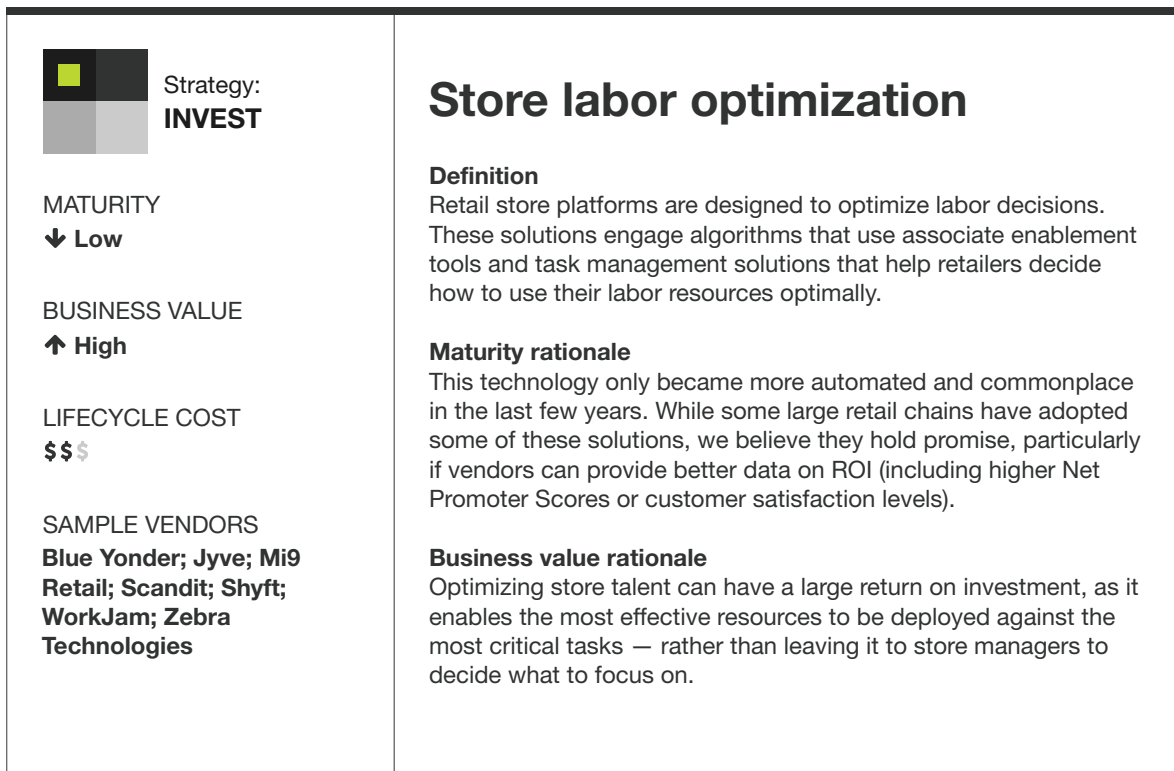 Strategy:
INVEST
MATURITY
↓ Low
BUSINESS VALUE
↑ High
LIFECYCLE COST
$$$
SAMPLE VENDORS
Blue Yonder; Jyve; Mi9
Retail; Scandit; Shyft;
WorkJam; Zebra
Technologies
Store labor optimization
Definition
Retail store platforms are designed to optimize labor decisions.
These solutions engage algorithms that use associate enablement
tools and task management solutions that help retailers decide
how to use their labor resources optimally.
Maturity rationale
This technology only became more automated and commonplace
in the last few years. While some large retail chains have adopted
some of these solutions, we believe they hold promise, particularly
if vendors can provide better data on ROI (including higher Net
Promoter Scores or customer satisfaction levels).
Business value rationale
Optimizing store talent can have a large return on investment, as it
enables the most effective resources to be deployed against the
most critical tasks — rather than leaving it to store managers to
decide what to focus on.